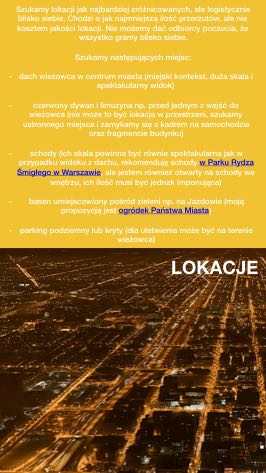 Szukamy lokacji jak najbardziej zróżnicowanych, ale logistycznie
blisko siebie. Chodzi o jak najmniejszą ilość przerzutów, ale nie
kosztem jakości lokacji. Nie możemy dać odbiorcy poczucia, że
wszystko gramy blisko siebie.
Szukamy następujących miejsc:
- dach wieżowca w centrum miasta (miejski kontekst, duża skala i
spektakularny widok)
- czerwony dywan i limuzyna np. przed jednym z wejść do
wieżowca (nie może to być lokacja w przestrzeni, szukamy
ustronnego miejsca i zamykamy się z kadrem na samochodzie
oraz fragmencie budynku)
- schody (ich skala powinna być równie spektakularna jak w
przypadku widoku z dachu, rekomenduję schody w Parku Rydza
Śmigłego w Warszawie, ale jestem również otwarty na schody we
wnętrzu, ich ilość musi być jednak imponująca)
- basen umiejscowiony pośród zieleni np. na Jazdowie (moją
propozycją jest ogródek Państwa Miasta)
- parking podziemny lub kryty (dla ułatwienia może być na terenie
wieżowca)
LOKACJE